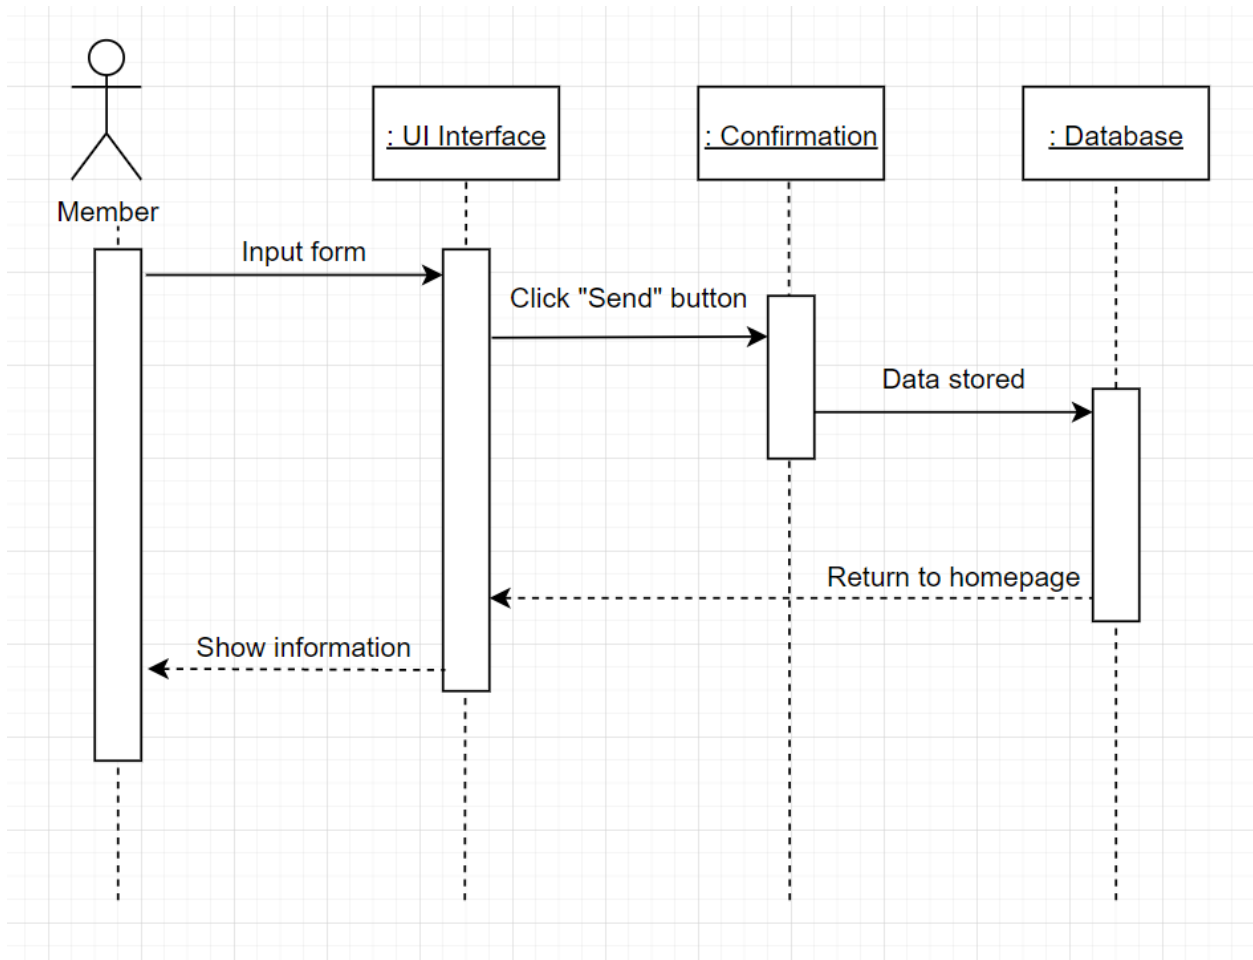 : UI Interface
: Confirmation
: Database
Member
Input form
Click "Send" button
Data stored
Return to homepage
Show information